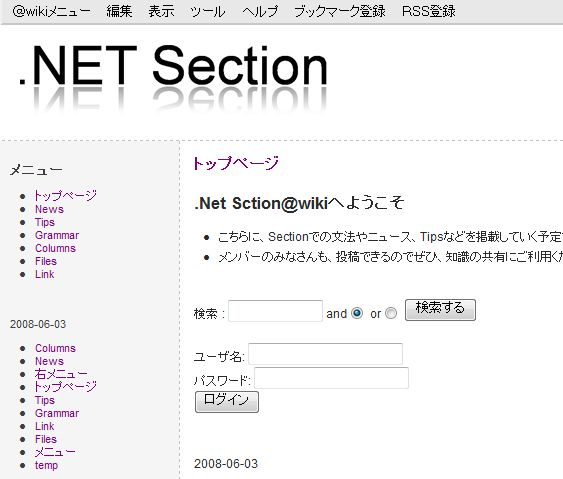 @wikiメニュー 編集 表示 ツール ヘルプ ブックマーク登録 RSS登録
.NET Section
メニュー
トップページ
News
Tips
Grammar
Columns
Files
Link
2008-06-03
Columns
News
右メニュー
トップページ
Tips
Grammar
Link
Files
メニュー
temp
トップページ
.Net Sction@wikiへようこそ
こちらに、Sectionでの文法やニュース、Tipsなどを掲載していく予定
メンバーのみなさんも、投稿できるのでぜひ、知識の共有にご利用くだ
検索 : and or 検索する
ユーザ名:
パスワード:
ログイン
2008-06-03